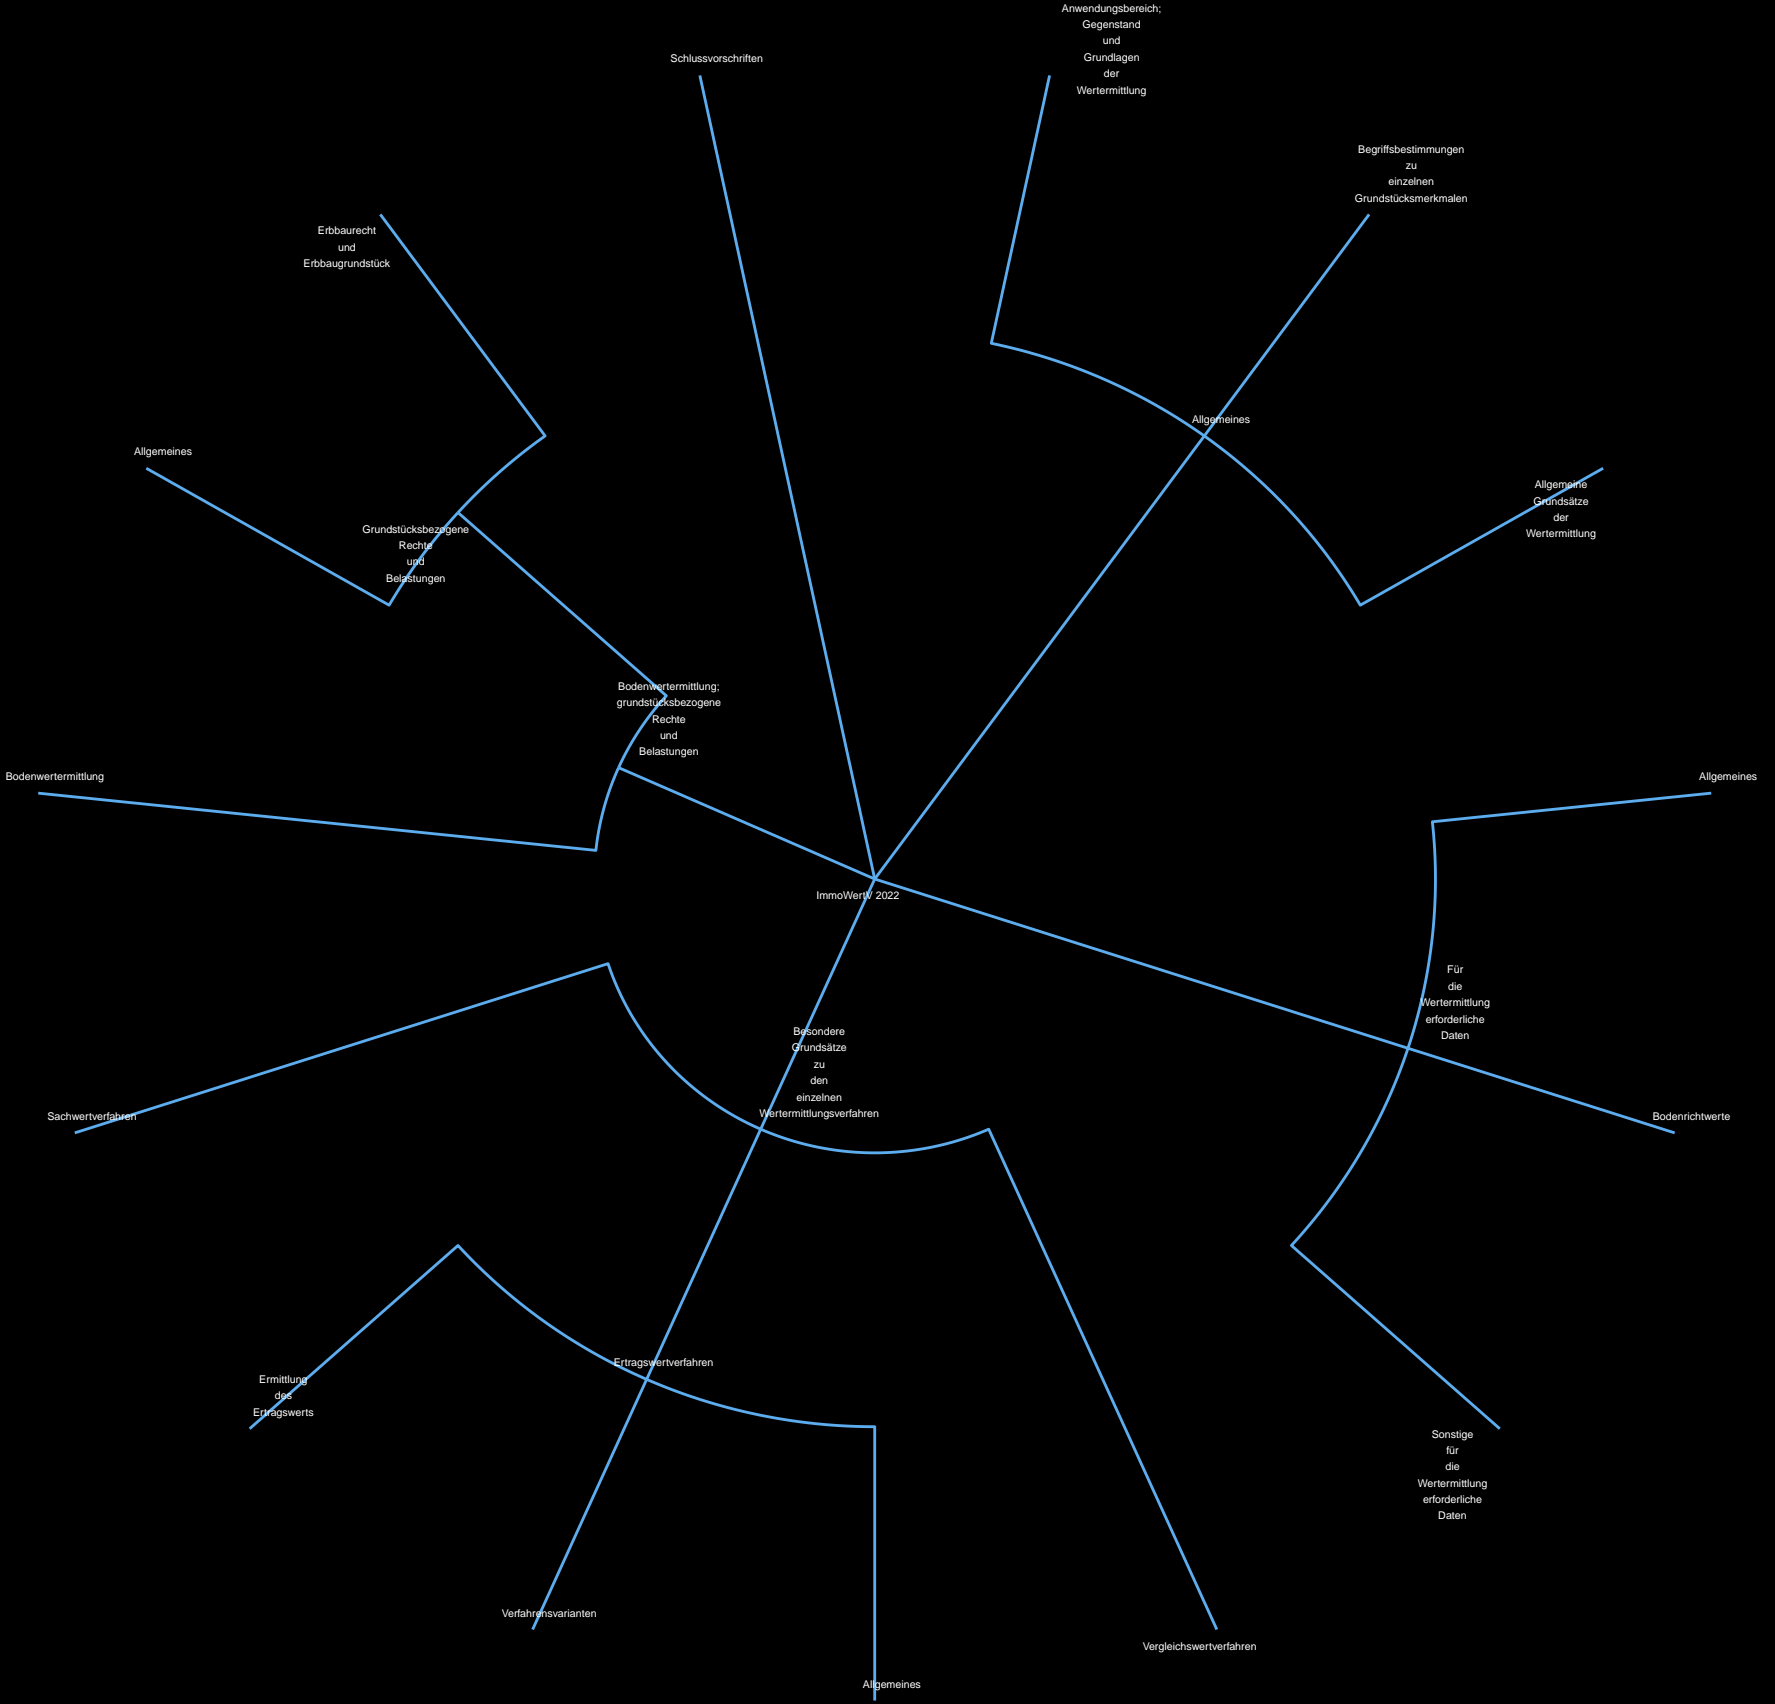 Anwendungsbereich;
Gegenstand
und
Grundlagen
der
Wertermittlung
Schlussvorschriften
Begriffsbestimmungen
zu
einzelnen
Grundstücksmerkmalen
Erbbaurecht
und
Erbbaugrundstück
Allgemeines
Allgemeines
Allgemeine
Grundsätze
der
Wertermittlung
Grundstücksbezogene
Rechte
und
Belastungen
Bodenwertermittlung;
grundstücksbezogene
Rechte
und
Belastungen
Bodenwertermittlung
Allgemeines
ImmoWertV 2022
Für
die
Wertermittlung
erforderliche
Daten
Besondere
Grundsätze
zu
den
einzelnen
Wertermittlungsverfahren
Sachwertverfahren
Bodenrichtwerte
Ertragswertverfahren
Ermittlung
des
Ertragswerts
Sonstige
für
die
Wertermittlung
erforderliche
Daten
Verfahrensvarianten
Vergleichswertverfahren
Allgemeines